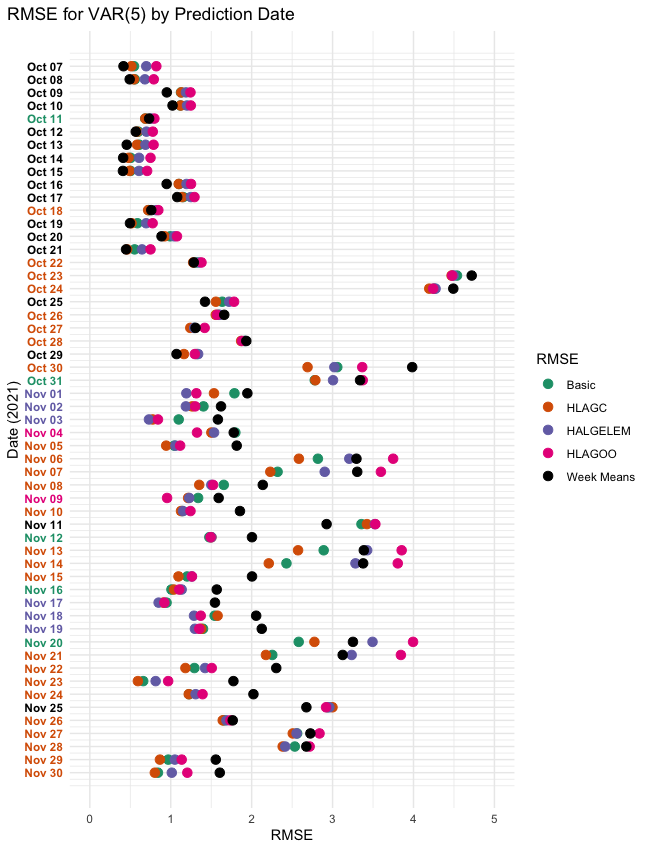 RMSE for VAR(5) by Prediction Date
Date (2021)
Oct 07
Oct 08
Oct 09
Oct 10
Oct 11
Oct 12
Oct 13
Oct 14
Oct 15
Oct 16
Oct 17
Oct 18
Oct 19
Oct 20
Oct 21
Oct 22
Oct 23
Oct 24
Oct 25
Oct 26
Oct 27
Oct 28
Oct 29
Oct 30
Oct 31
Nov 01
Nov 02
Nov 03
Nov 04
Nov 05
Nov 06
Nov 07
Nov 08
Nov 09
Nov 10
Nov 11
Nov 12
Nov 13
Nov 14
Nov 15
Nov 16
Nov 17
Nov 18
Nov 19
Nov 20
Nov 21
Nov 22
Nov 23
Nov 24
Nov 25
Nov 26
Nov 27
Nov 28
Nov 29
Nov 30
0 1 2 3 4 5
RMSE
RMSE
Basic
HLAGC
HALGELEM
HLAGOO
Week Means